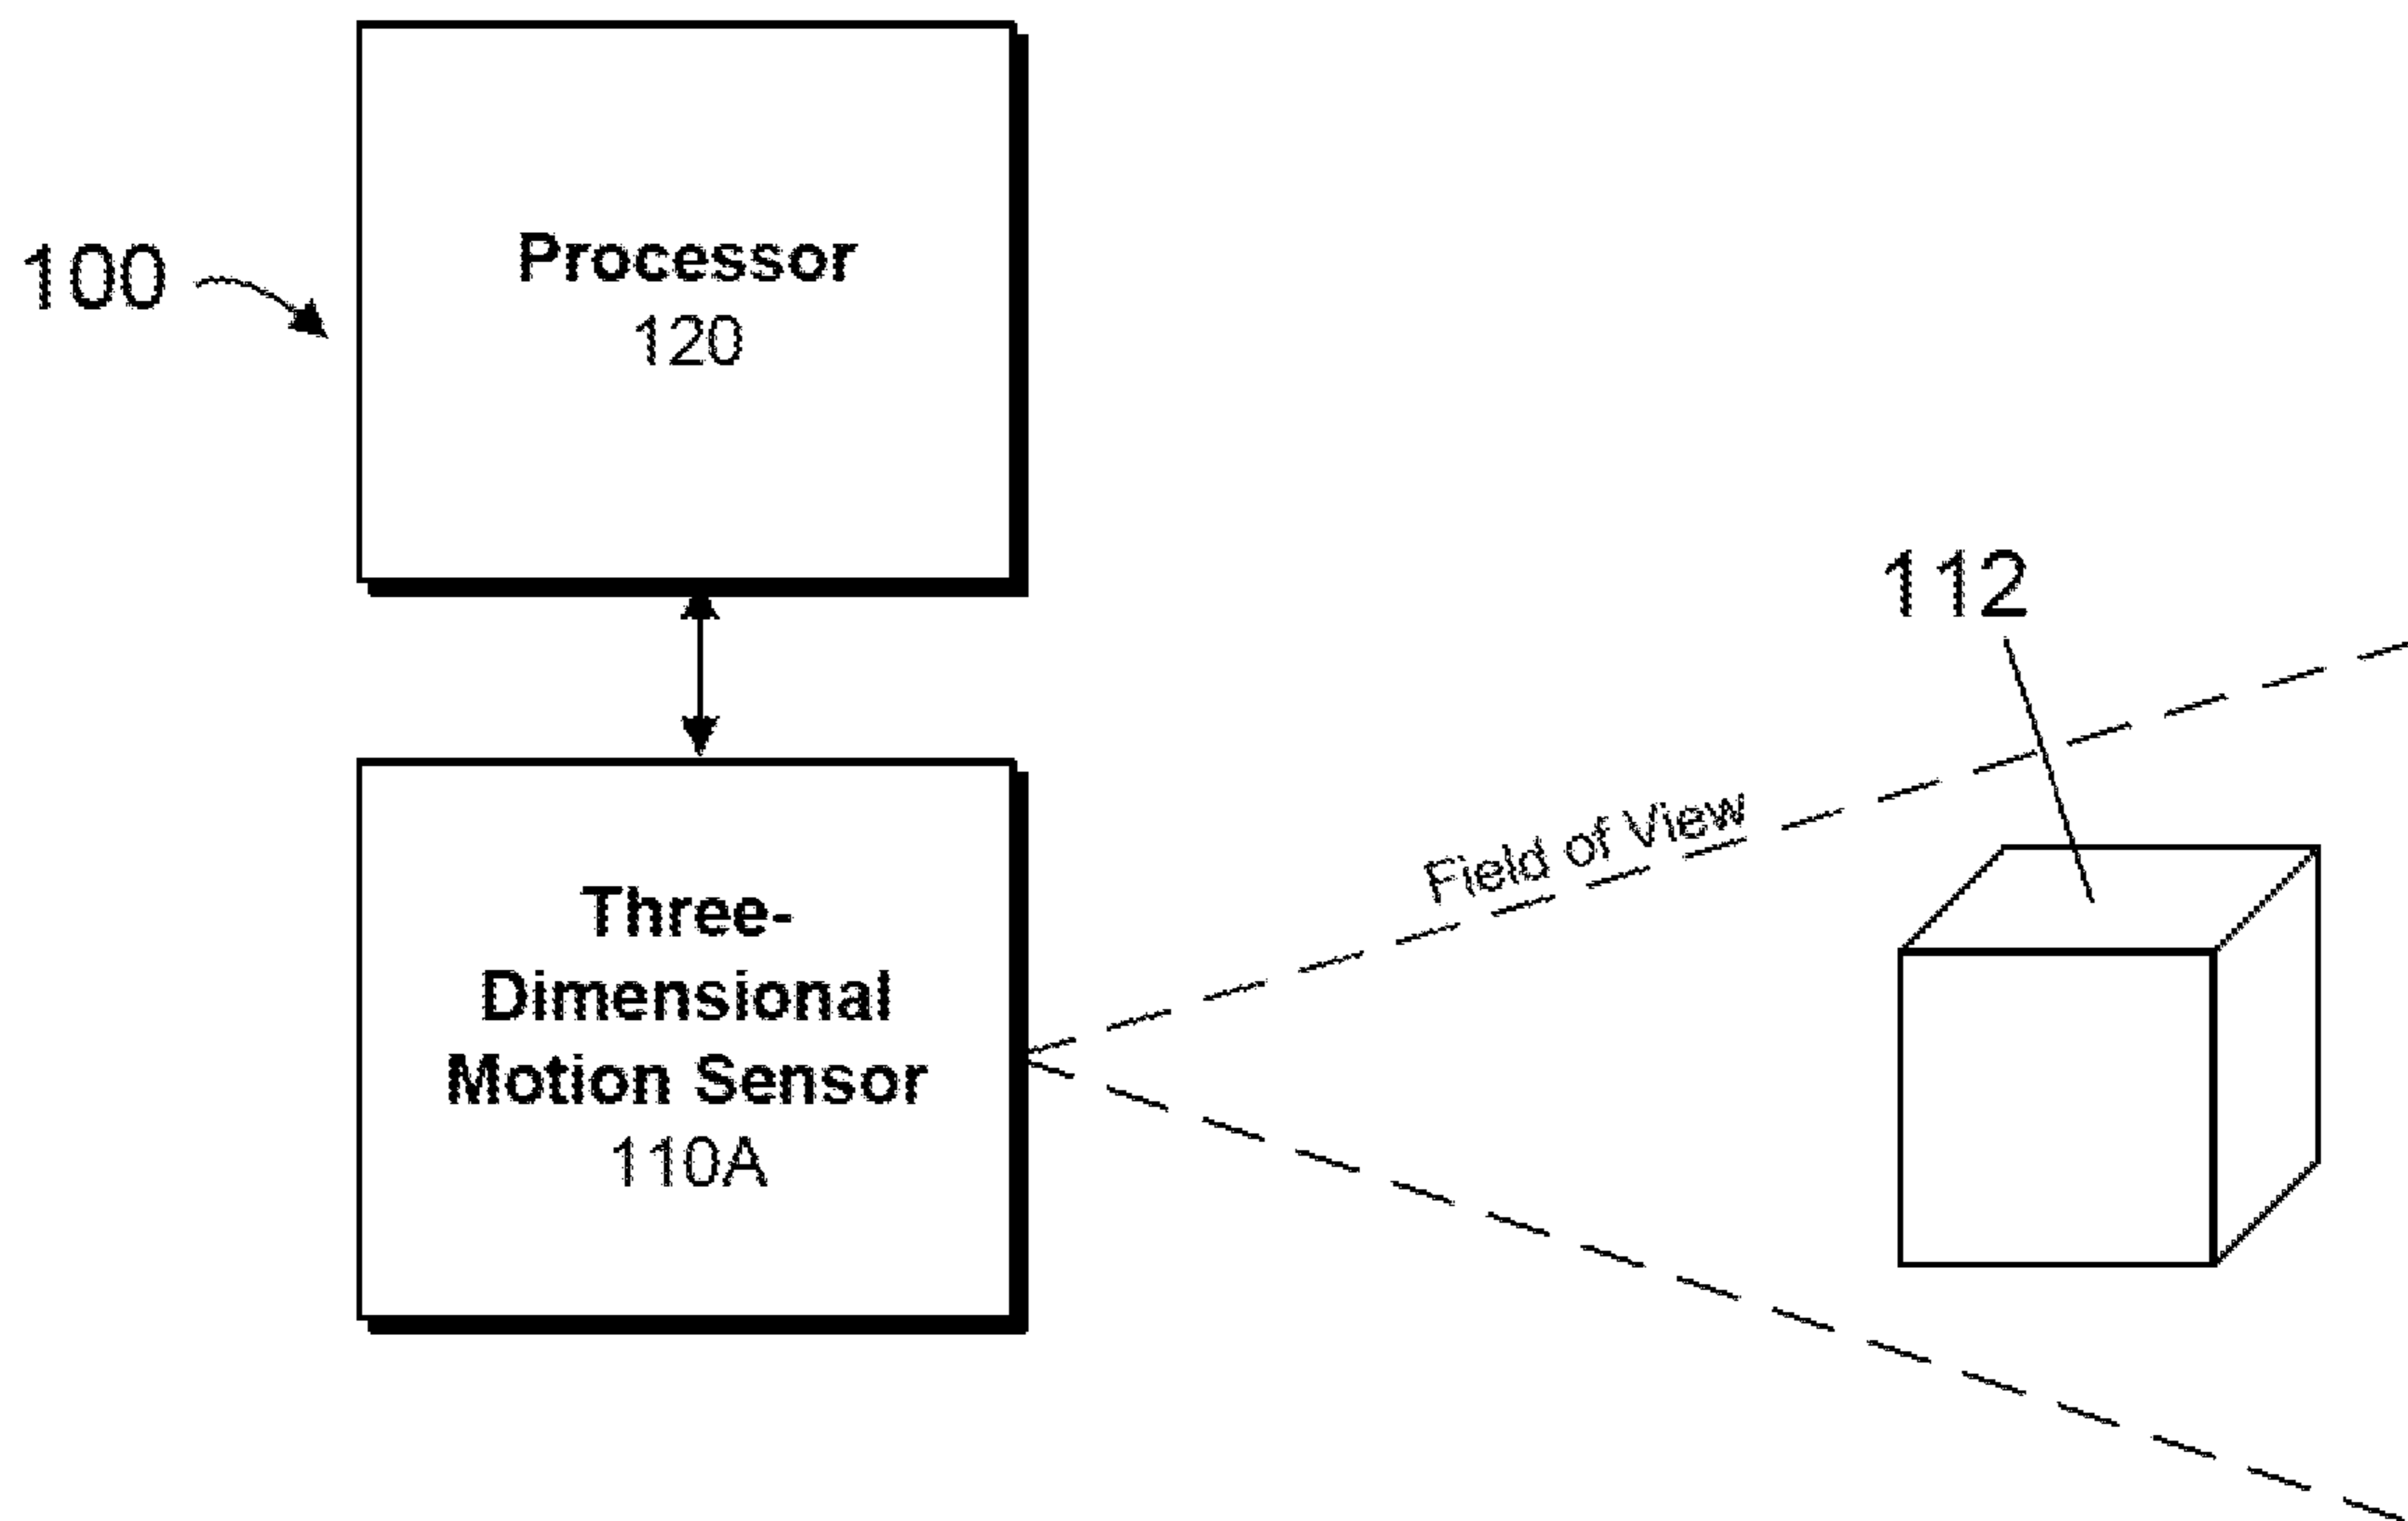 100
Processor
120
112
Field of View
Three-
Dimensional
Motion Sensor
110A